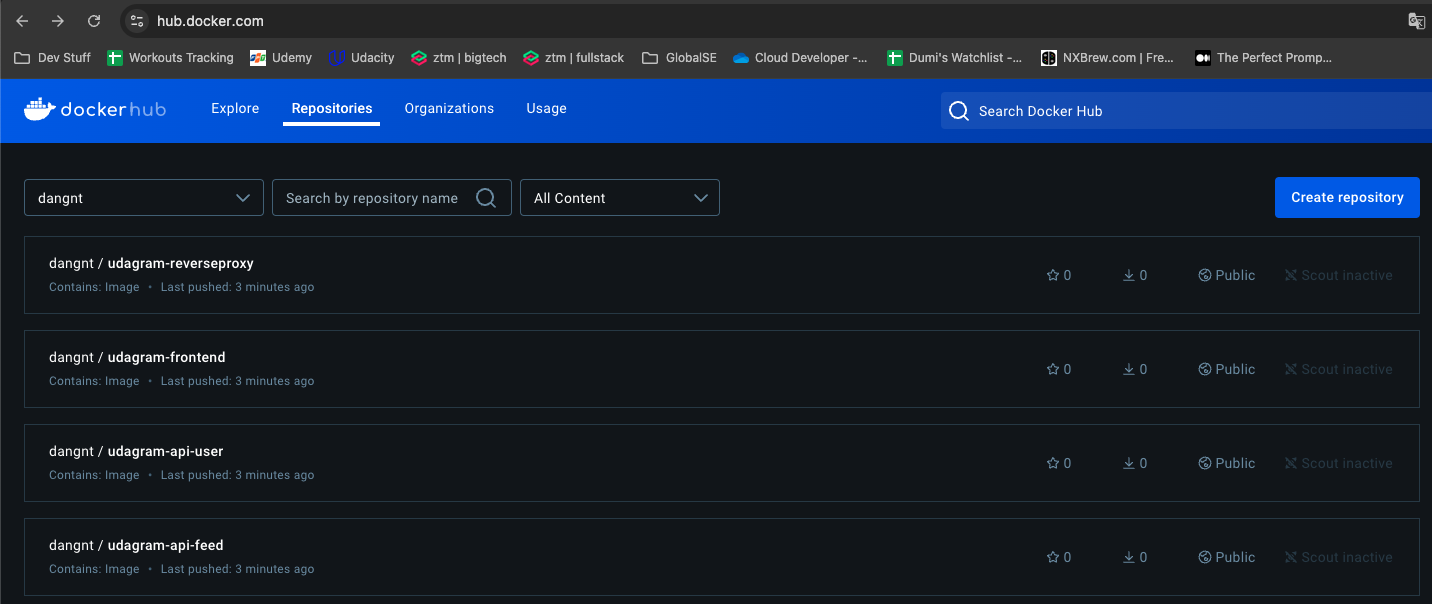 hub.docker.com
Dev Stuff Workouts Tracking Udemy Udacity ztm | bigtech ztm | fullstack GlobalSE Cloud Developer -... Dumi's Watchlist -... NXBrew.com | Fre... The Perfect Promp...
dockerhub Explore Repositories Organizations Usage Search Docker Hub
dangnt Search by repository name All Content Create repository
dangnt / udagram-reverseproxy
Contains: Image • Last pushed: 3 minutes ago
0 0 Public Scout inactive
dangnt / udagram-frontend
Contains: Image • Last pushed: 3 minutes ago
0 0 Public Scout inactive
dangnt / udagram-api-user
Contains: Image • Last pushed: 3 minutes ago
0 0 Public Scout inactive
dangnt / udagram-api-feed
Contains: Image • Last pushed: 3 minutes ago
0 0 Public Scout inactive